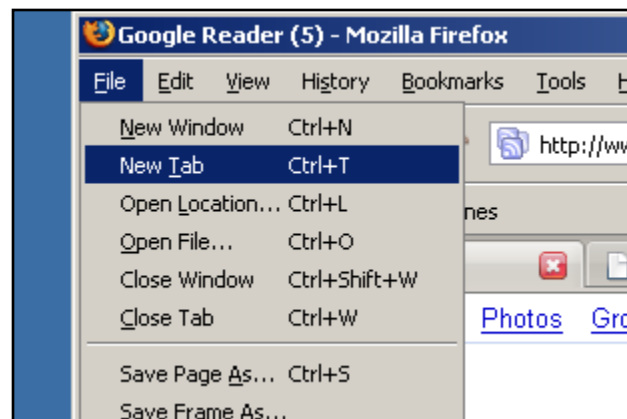 Google Reader (5) - Mozilla Firefox
File Edit View History Bookmarks Tools
New Window Ctrl+N
http://ww
New Tab Ctrl+T
Open Location... Ctrl+L
nes
Open File... Ctrl+O
Close Window Ctrl+Shift+W
Close Tab Ctrl+W
Photos Gro
Save Page As... Ctrl+S
Save Frame As...